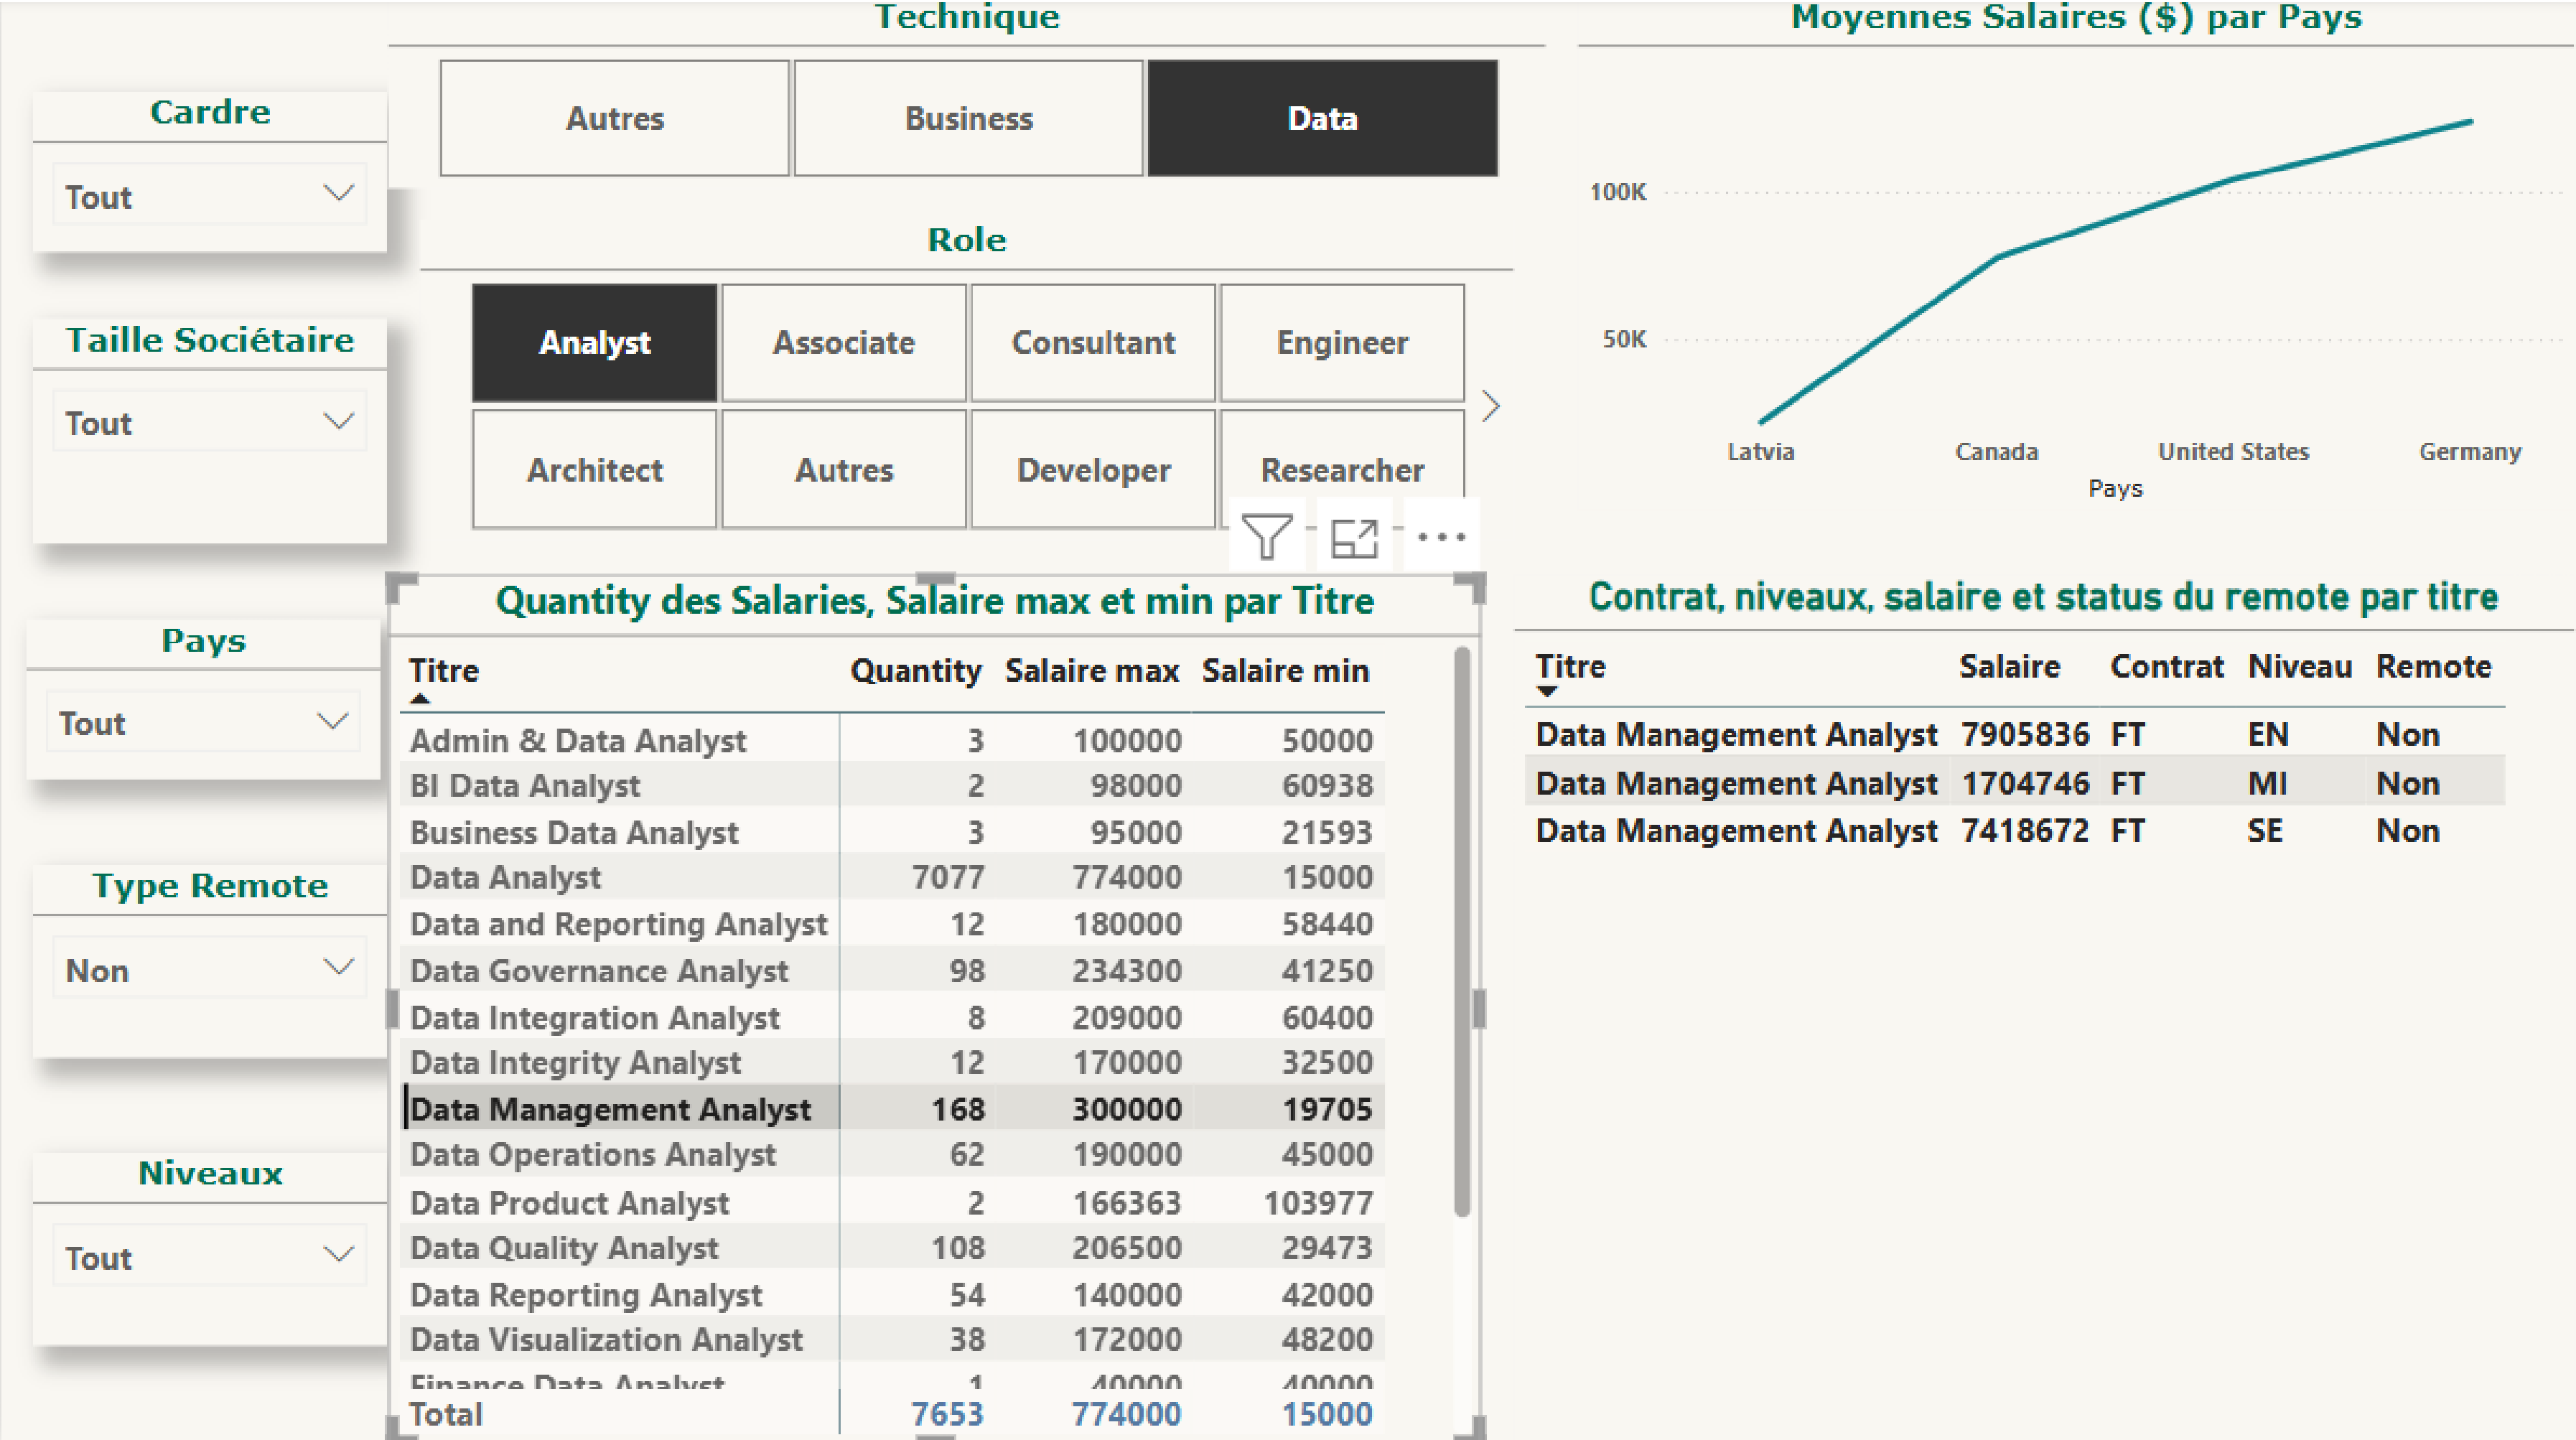 Cardre
Tout
Taille Sociétaire
Tout
Pays
Tout
Type Remote
Non
Niveaux
Tout
Technique
Autres Business Data
Role
Analyst Associate Consultant Engineer
Architect Autres Developer Researcher
Quantity des Salaries, Salaire max et min par Titre
Titre Quantity Salaire max Salaire min
Admin & Data Analyst 3 100000 50000
BI Data Analyst 2 98000 60938
Business Data Analyst 3 95000 21593
Data Analyst 7077 774000 15000
Data and Reporting Analyst 12 180000 58440
Data Governance Analyst 98 234300 41250
Data Integration Analyst 8 209000 60400
Data Integrity Analyst 12 170000 32500
Data Management Analyst 168 300000 19705
Data Operations Analyst 62 190000 45000
Data Product Analyst 2 166363 103977
Data Quality Analyst 108 206500 29473
Data Reporting Analyst 54 140000 42000
Data Visualization Analyst 38 172000 48200
Finance Data Analyst 1 40000 40000
Total 7653 774000 15000
Moyennes Salaires ($) par Pays
100K
50K
Latvia Canada United States Germany
Pays
Contrat, niveaux, salaire et status du remote par titre
Titre Salaire Contrat Niveau Remote
Data Management Analyst 7905836 FT EN Non
Data Management Analyst 1704746 FT MI Non
Data Management Analyst 7418672 FT SE Non